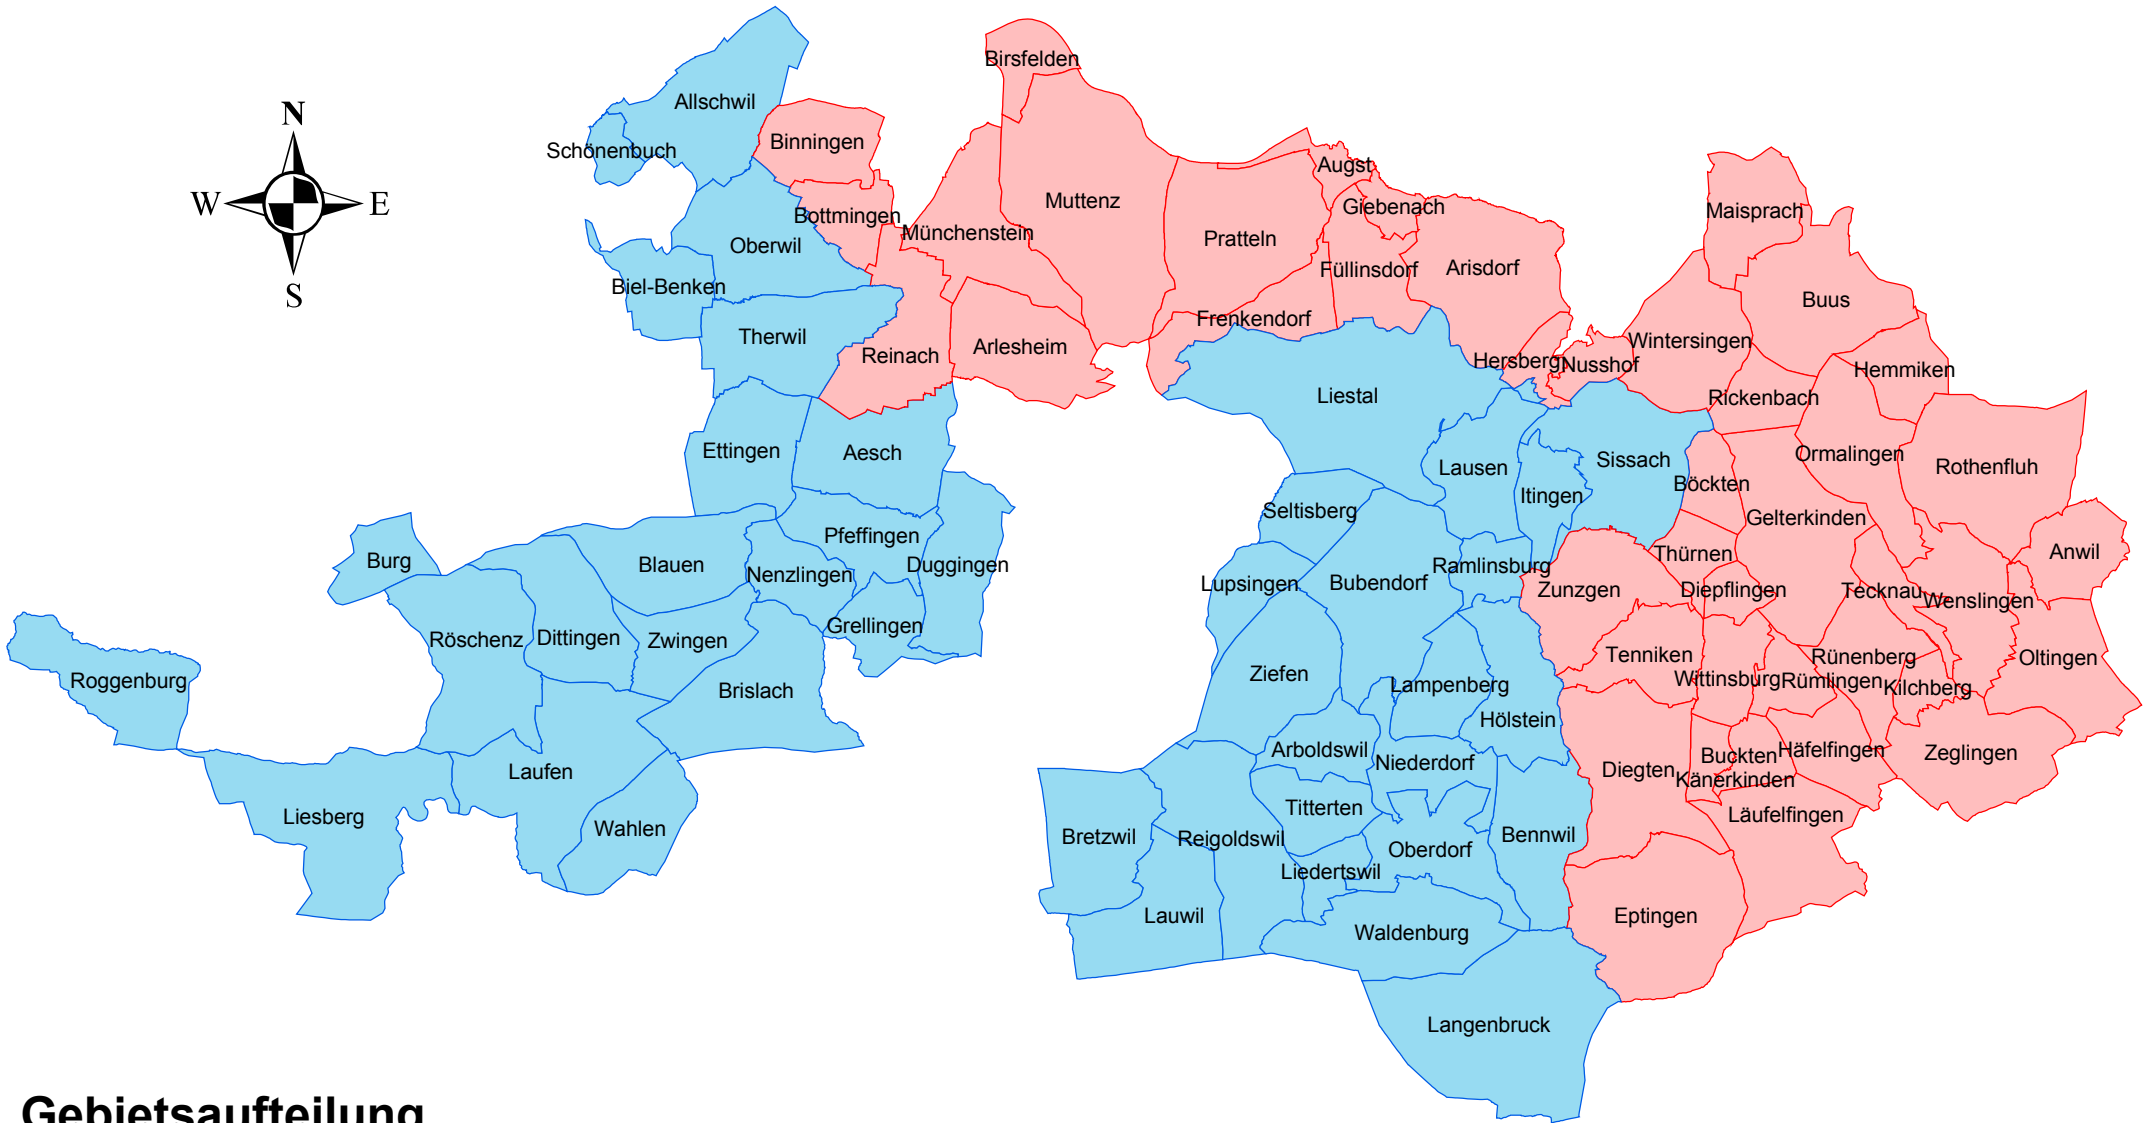 Birsfelden
Allschwil
N
Binningen
Schönenbuch
Augst
Muttenz
W
E
Giebenach
Maisprach
Bottmingen
Münchenstein
Pratteln
Oberwil
Füllinsdorf
Arisdorf
Biel-Benken
S
Buus
Frenkendorf
Therwil
Wintersingen
Arlesheim
Reinach
Hersberg
Nusshof
Hemmiken
Liestal
Rickenbach
Ettingen
Aesch
Ormalingen
Sissach
Lausen
Rothenfluh
Böckten
Itingen
Seltisberg
Gelterkinden
Pfeffingen
Anwil
Thürnen
Burg
Blauen
Duggingen
Ramlinsburg
Nenzlingen
Lupsingen
Bubendorf
Zunzgen
Diepflingen
Tecknau
Wenslingen
Grellingen
Röschenz
Dittingen
Zwingen
Tenniken
Rünenberg
Oltingen
Ziefen
Wittinsburg
Rümlingen
Roggenburg
Lampenberg
Kilchberg
Brislach
Hölstein
Arboldswil
Häfelfingen
Zeglingen
Buckten
Niederdorf
Diegten
Laufen
Känerkinden
Titterten
Läufelfingen
Liesberg
Wahlen
Bennwil
Bretzwil
Reigoldswil
Oberdorf
Liedertswil
Lauwil
Eptingen
Waldenburg
Langenbruck
Gebietsaufteilung